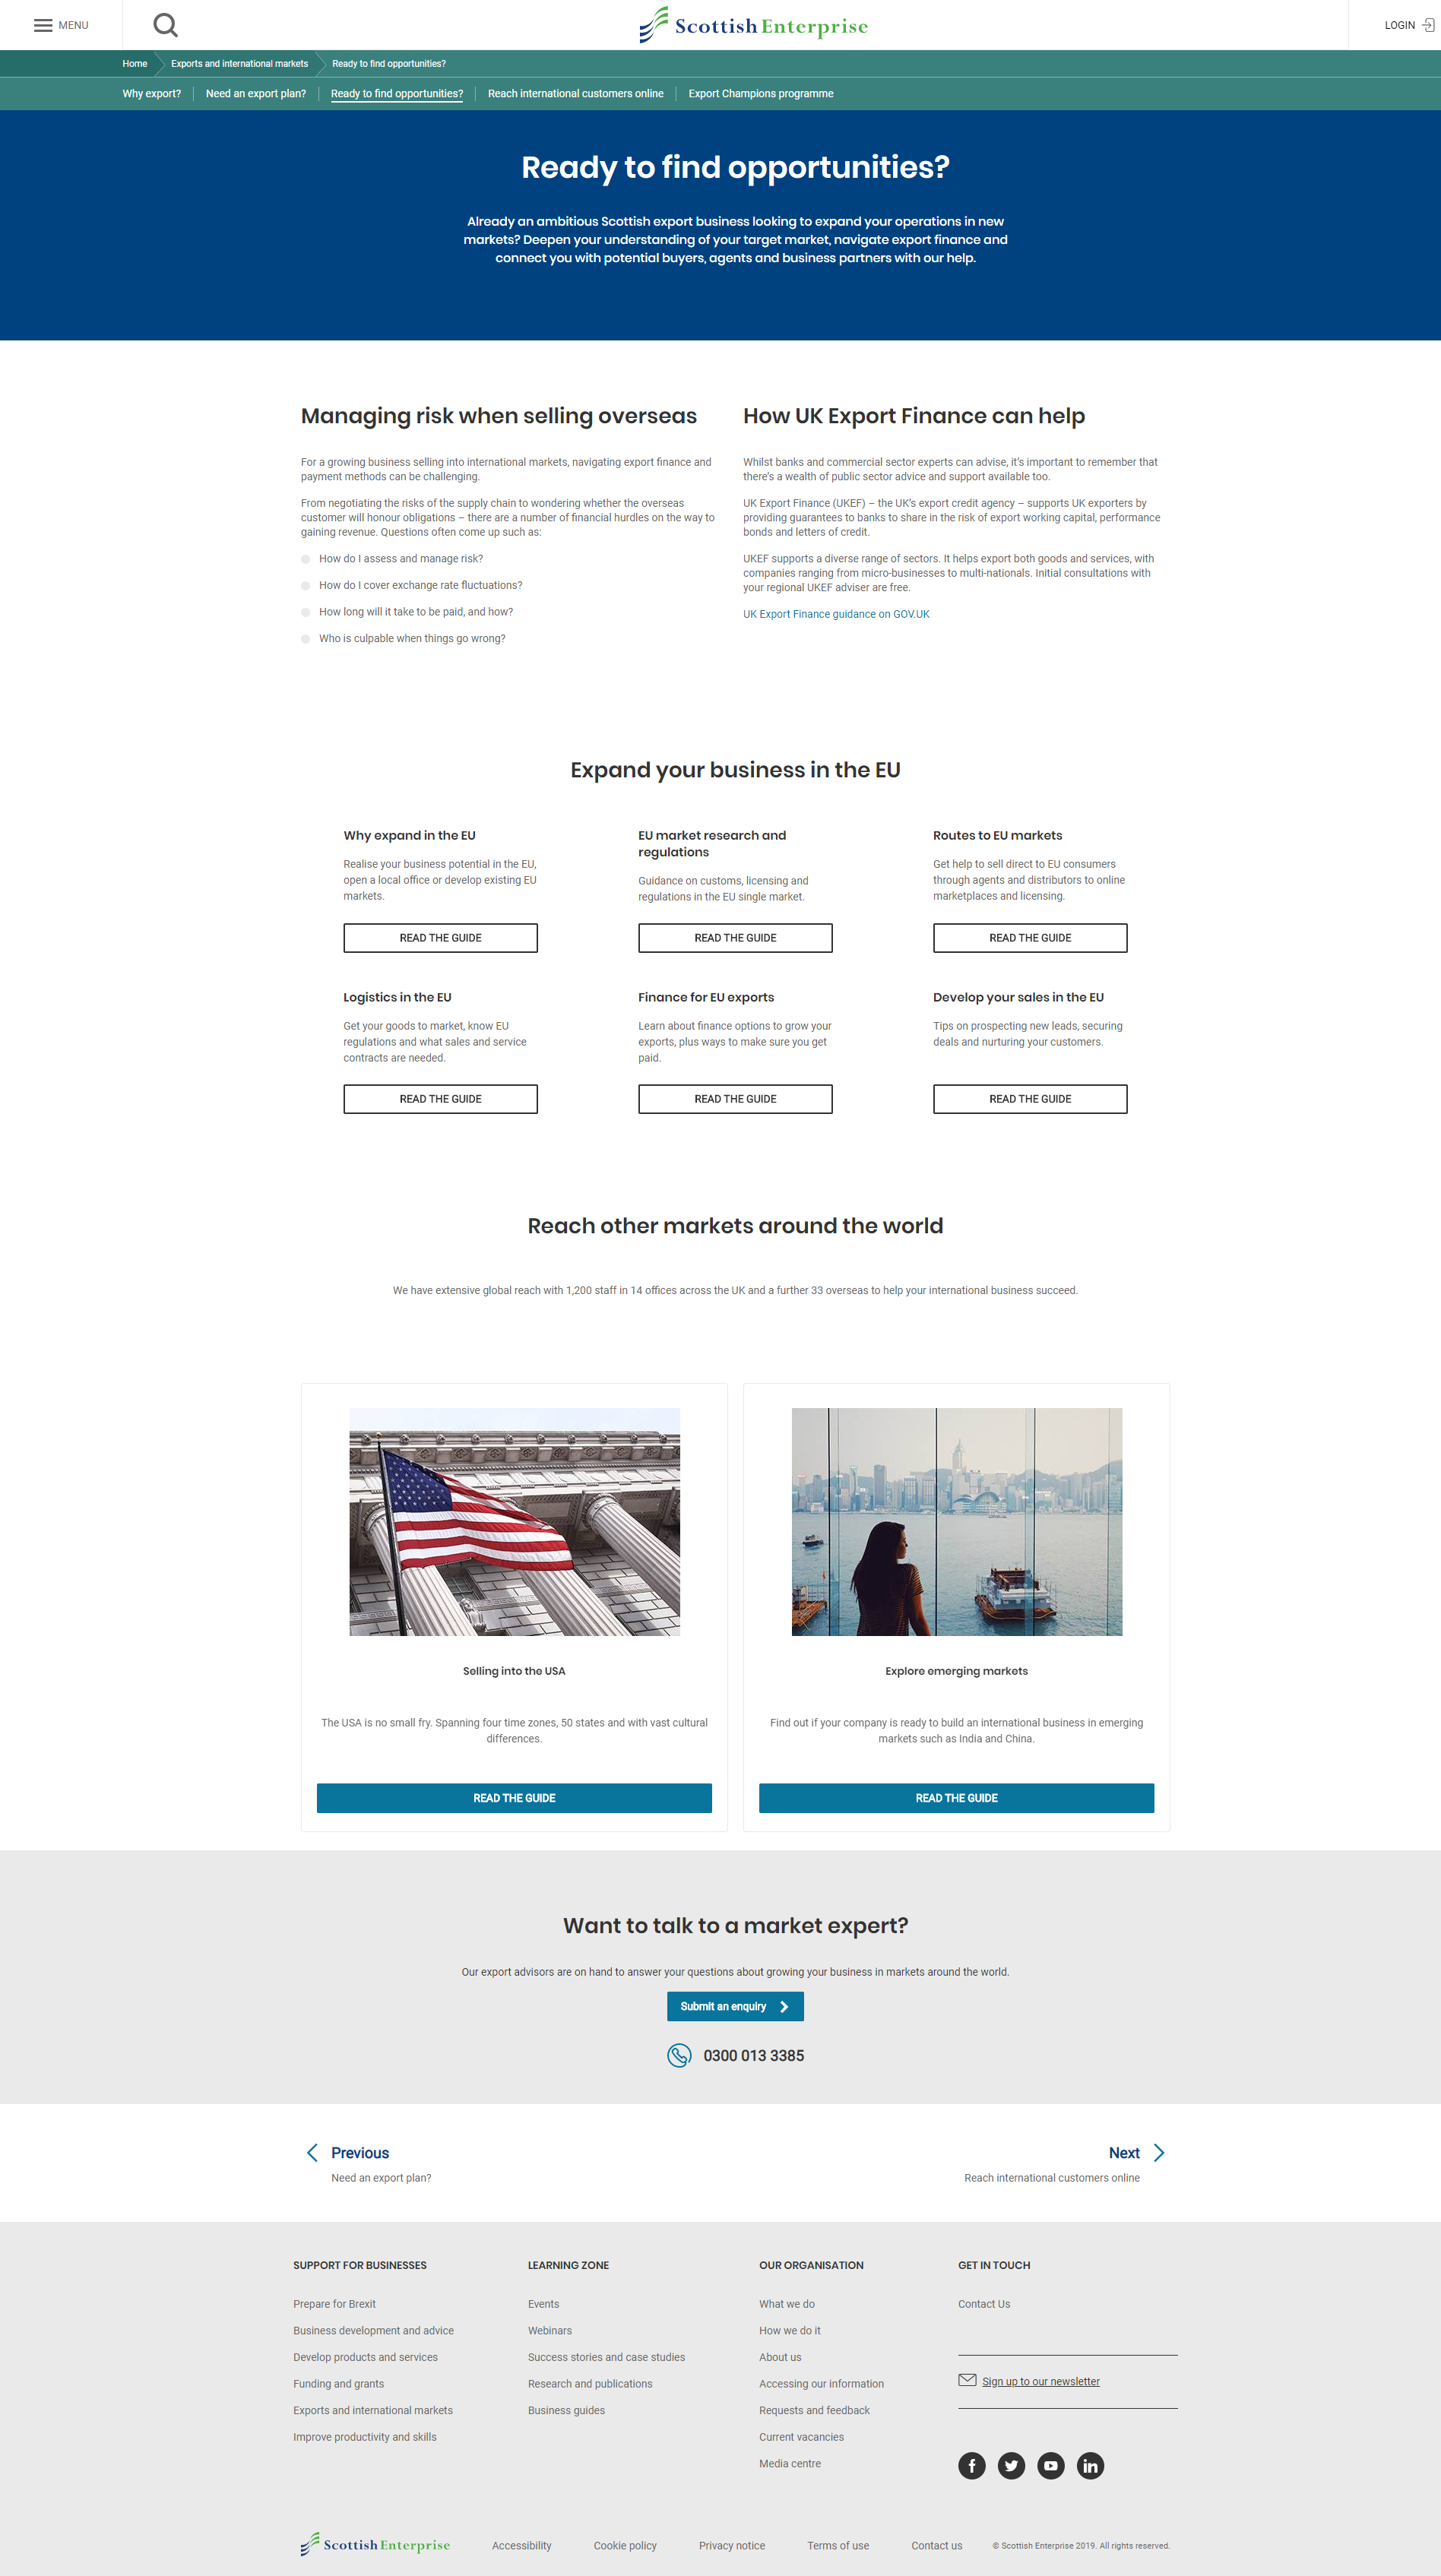 MENU
Scottish Enterprise
LOGIN
Home
Exports and international markets
Ready to find opportunities?
Why export?
Need an export plan?
Ready to find opportunities?
Reach international customers online
Export Champions programme
Ready to find opportunities?
Already an ambitious Scottish export business looking to expand your operations in new
markets? Deepen your understanding of your target market, navigate export finance and
connect you with potential buyers, agents and business partners with our help.
Managing risk when selling overseas
For a growing business selling into international markets, navigating export finance and
payment methods can be challenging.
From negotiating the risks of the supply chain to wondering whether the overseas
customer will honour obligations – there are a number of financial hurdles on the way to
gaining revenue. Questions often come up such as:
How do I assess and manage risk?
How do I cover exchange rate fluctuations?
How long will it take to be paid, and how?
Who is culpable when things go wrong?
How UK Export Finance can help
Whilst banks and commercial sector experts can advise, it's important to remember that
there's a wealth of public sector advice and support available too.
UK Export Finance (UKEF) – the UK's export credit agency – supports UK exporters by
providing guarantees to banks to share in the risk of export working capital, performance
bonds and letters of credit.
UKEF supports a diverse range of sectors. It helps export both goods and services, with
companies ranging from micro-businesses to multi-nationals. Initial consultations with
your regional UKEF adviser are free.
UK Export Finance guidance on GOV.UK
Expand your business in the EU
Why expand in the EU
Realise your business potential in the EU,
open a local office or develop existing EU
markets.
READ THE GUIDE
EU market research and
regulations
Guidance on customs, licensing and
regulations in the EU single market.
READ THE GUIDE
Routes to EU markets
Get help to sell direct to EU consumers
through agents and distributors to online
marketplaces and licensing.
READ THE GUIDE
Logistics in the EU
Get your goods to market, know EU
regulations and what sales and service
contracts are needed.
READ THE GUIDE
Finance for EU exports
Learn about finance options to grow your
exports, plus ways to make sure you get
paid.
READ THE GUIDE
Develop your sales in the EU
Tips on prospecting new leads, securing
deals and nurturing your customers.
READ THE GUIDE
Reach other markets around the world
We have extensive global reach with 1,200 staff in 14 offices across the UK and a further 33 overseas to help your international business succeed.
Selling into the USA
The USA is no small fry. Spanning four time zones, 50 states and with vast cultural
differences.
READ THE GUIDE
Explore emerging markets
Find out if your company is ready to build an international business in emerging
markets such as India and China.
READ THE GUIDE
Want to talk to a market expert?
Our export advisors are on hand to answer your questions about growing your business in markets around the world.
Submit an enquiry
0300 013 3385
Previous
Need an export plan?
Next
Reach international customers online
SUPPORT FOR BUSINESSES
Prepare for Brexit
Business development and advice
Develop products and services
Funding and grants
Exports and international markets
Improve productivity and skills
LEARNING ZONE
Events
Webinars
Success stories and case studies
Research and publications
Business guides
OUR ORGANISATION
What we do
How we do it
About us
Accessing our information
Requests and feedback
Current vacancies
Media centre
GET IN TOUCH
Contact Us
Sign up to our newsletter
Scottish Enterprise
Accessibility
Cookie policy
Privacy notice
Terms of use
Contact us
© Scottish Enterprise 2019. All rights reserved.